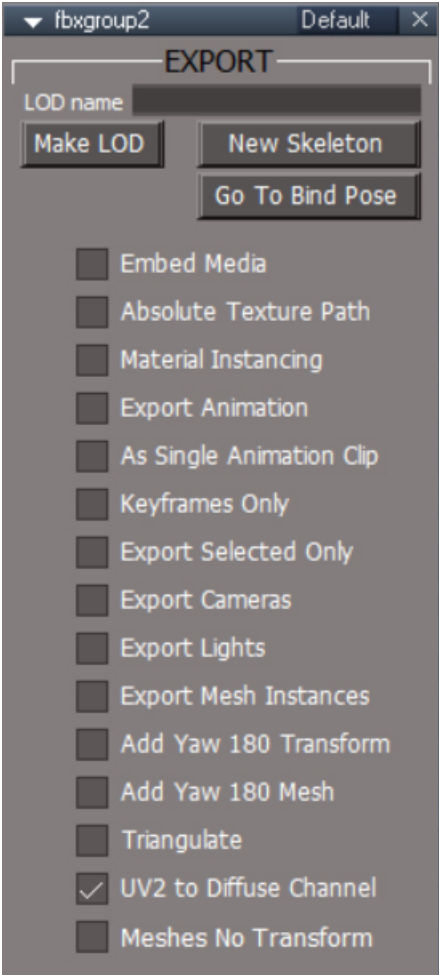 fbxgroup2 Default
EXPORT
LOD name
Make LOD New Skeleton
Go To Bind Pose
Embed Media
Absolute Texture Path
Material Instancing
Export Animation
As Single Animation Clip
Keyframes Only
Export Selected Only
Export Cameras
Export Lights
Export Mesh Instances
Add Yaw 180 Transform
Add Yaw 180 Mesh
Triangulate
UV2 to Diffuse Channel
Meshes No Transform